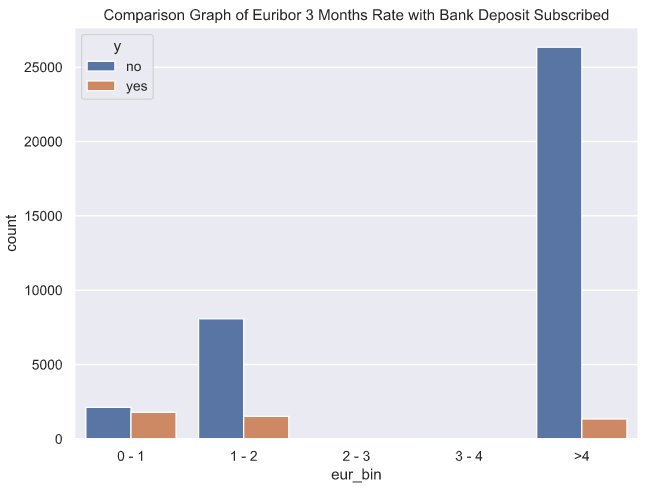 Comparison Graph of Euribor 3 Months Rate with Bank Deposit Subscribed
y
no
yes
25000
20000
15000
10000
5000
0
count
0 - 1
1 - 2
2 - 3
3 - 4
>4
eur_bin